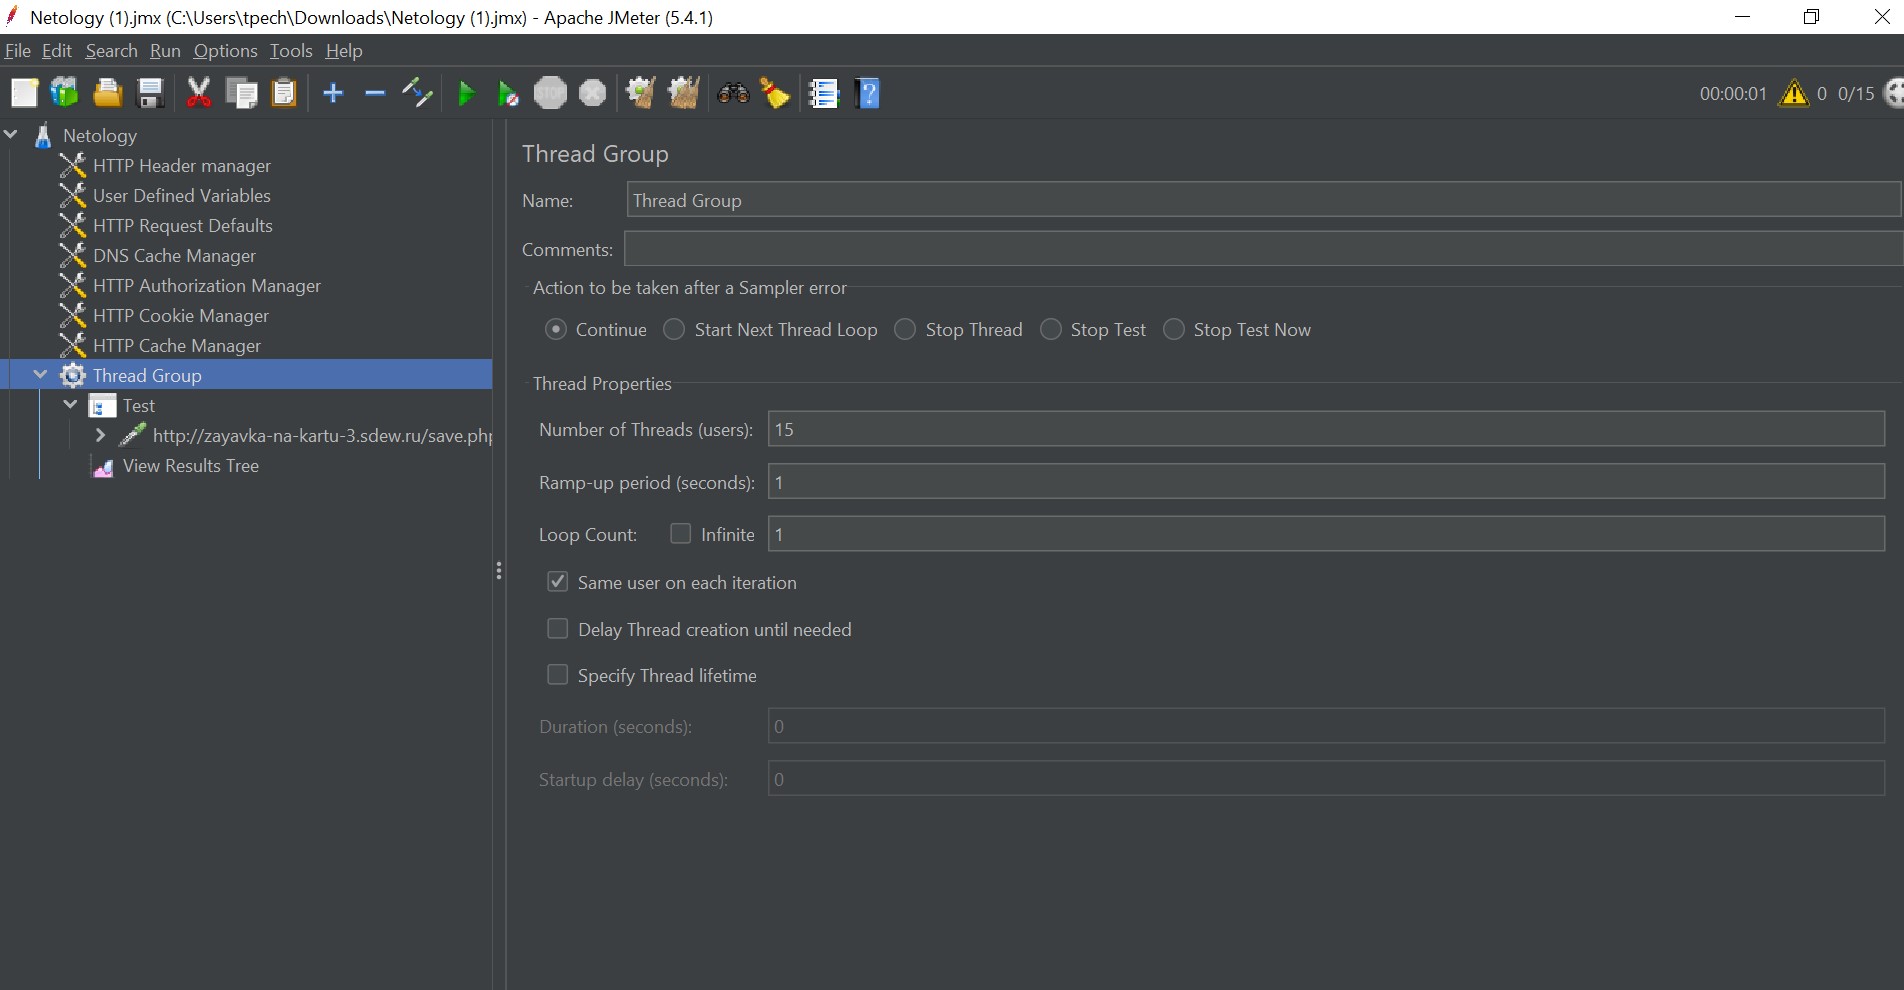 Netology (1).jmx (C:\Users\tpech\Downloads\Netology (1).jmx) - Apache JMeter (5.4.1)
File Edit Search Run Options Tools Help
STOP
?
00:00:01 0 0/15
Netology
HTTP Header manager
User Defined Variables
HTTP Request Defaults
DNS Cache Manager
HTTP Authorization Manager
HTTP Cookie Manager
HTTP Cache Manager
Thread Group
Test
http://zayavka-na-kartu-3.sdew.ru/save.php
View Results Tree
Thread Group
Name: Thread Group
Comments:
Action to be taken after a Sampler error
Continue Start Next Thread Loop Stop Thread Stop Test Stop Test Now
Thread Properties
Number of Threads (users): 15
Ramp-up period (seconds): 1
Loop Count: Infinite 1
Same user on each iteration
Delay Thread creation until needed
Specify Thread lifetime
Duration (seconds): 0
Startup delay (seconds): 0